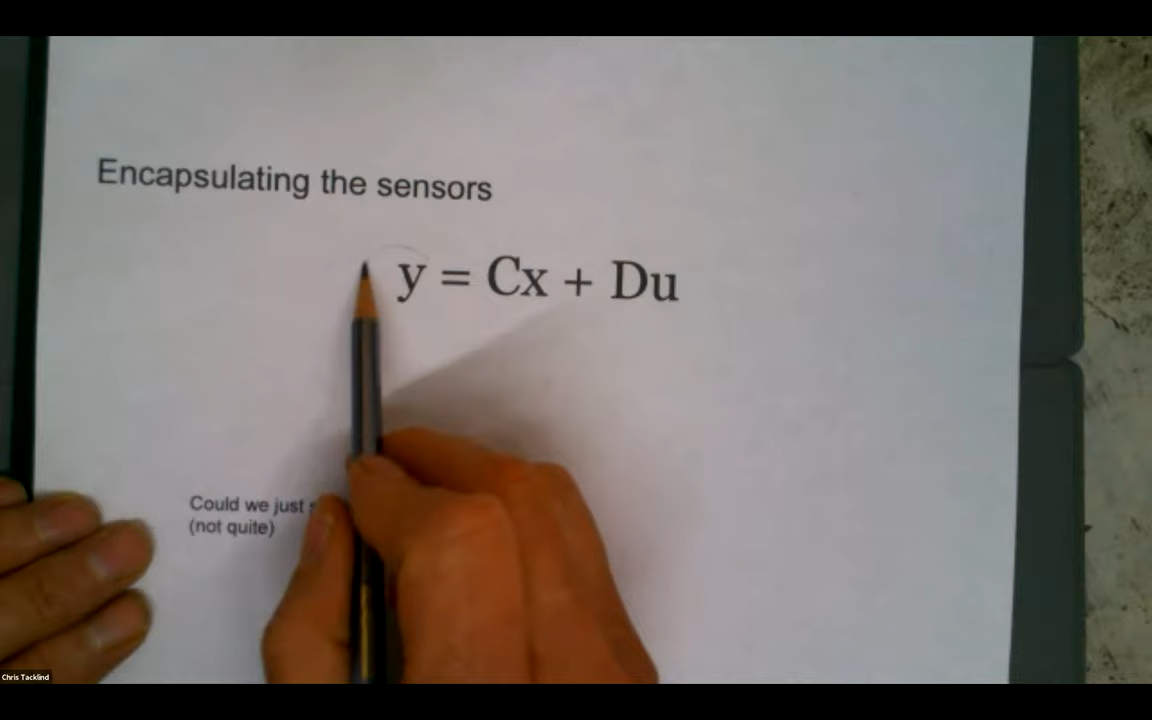 Encapsulating the sensors
y = Cx + Du
Could we just
(not quite)
Chris Tacklind